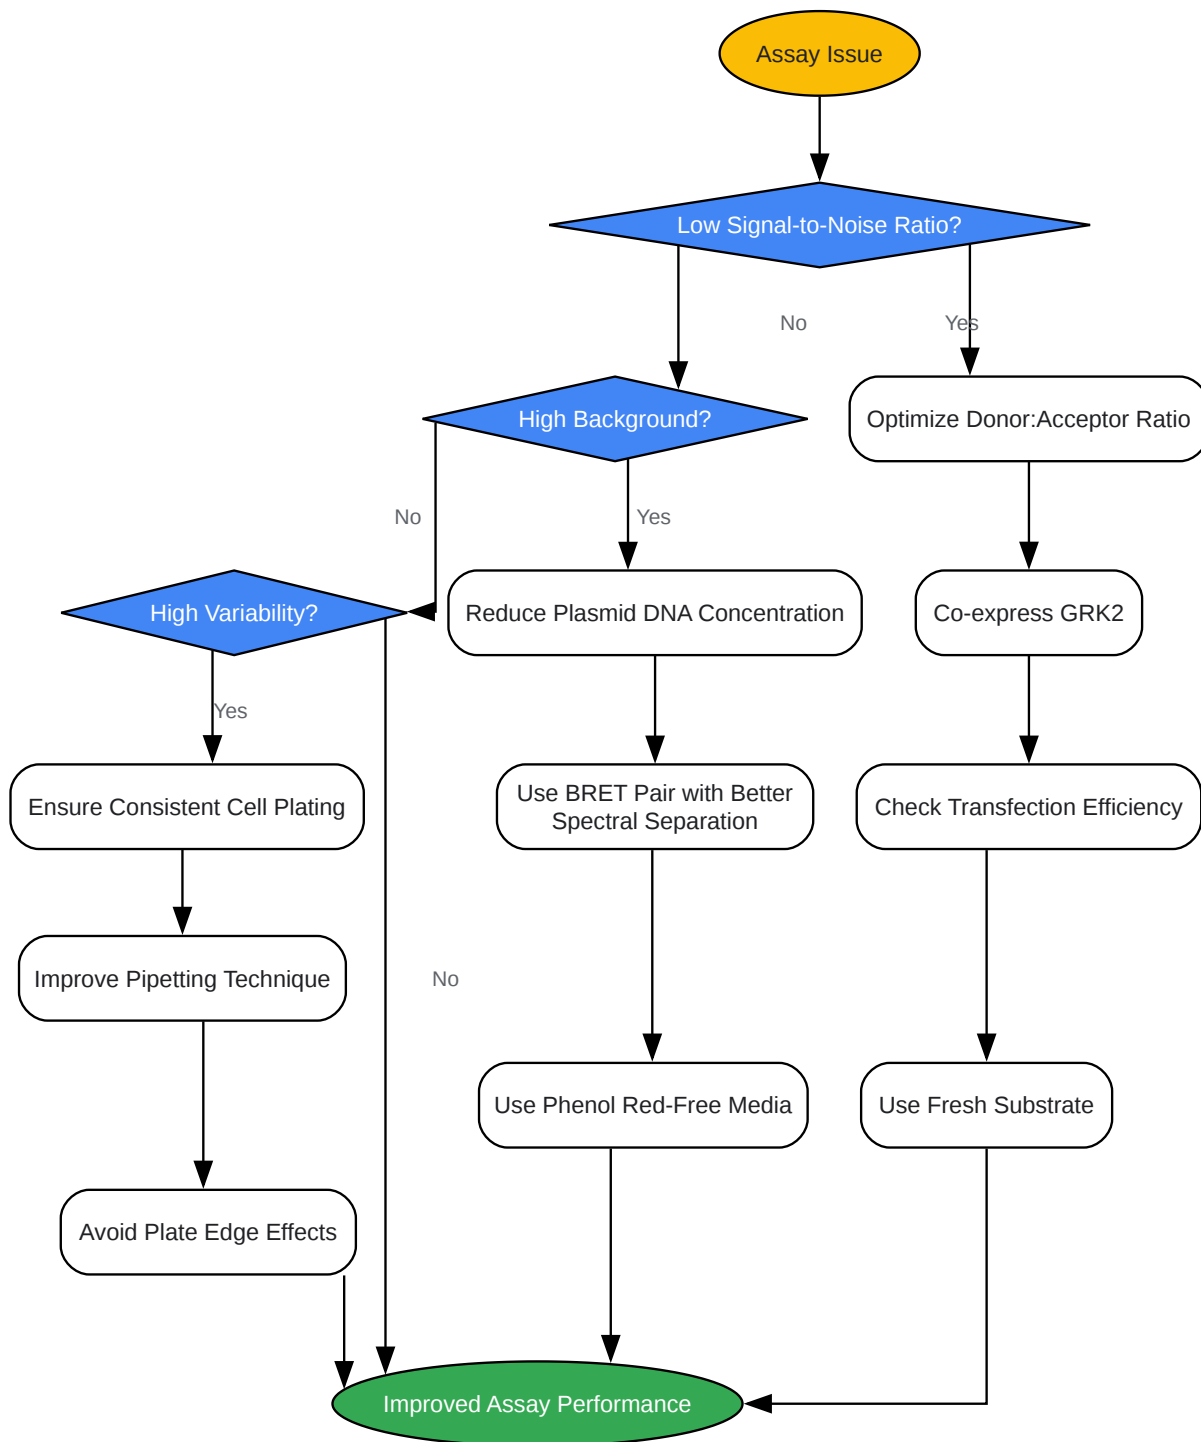 Assay Issue
Low Signal-to-Noise Ratio?
No
Yes
High Background?
Optimize Donor:Acceptor Ratio
No
Yes
High Variability?
Reduce Plasmid DNA Concentration
Co-express GRK2
Yes
Ensure Consistent Cell Plating
Use BRET Pair with Better
Spectral Separation
Check Transfection Efficiency
Improve Pipetting Technique
No
Use Phenol Red-Free Media
Use Fresh Substrate
Avoid Plate Edge Effects
Improved Assay Performance